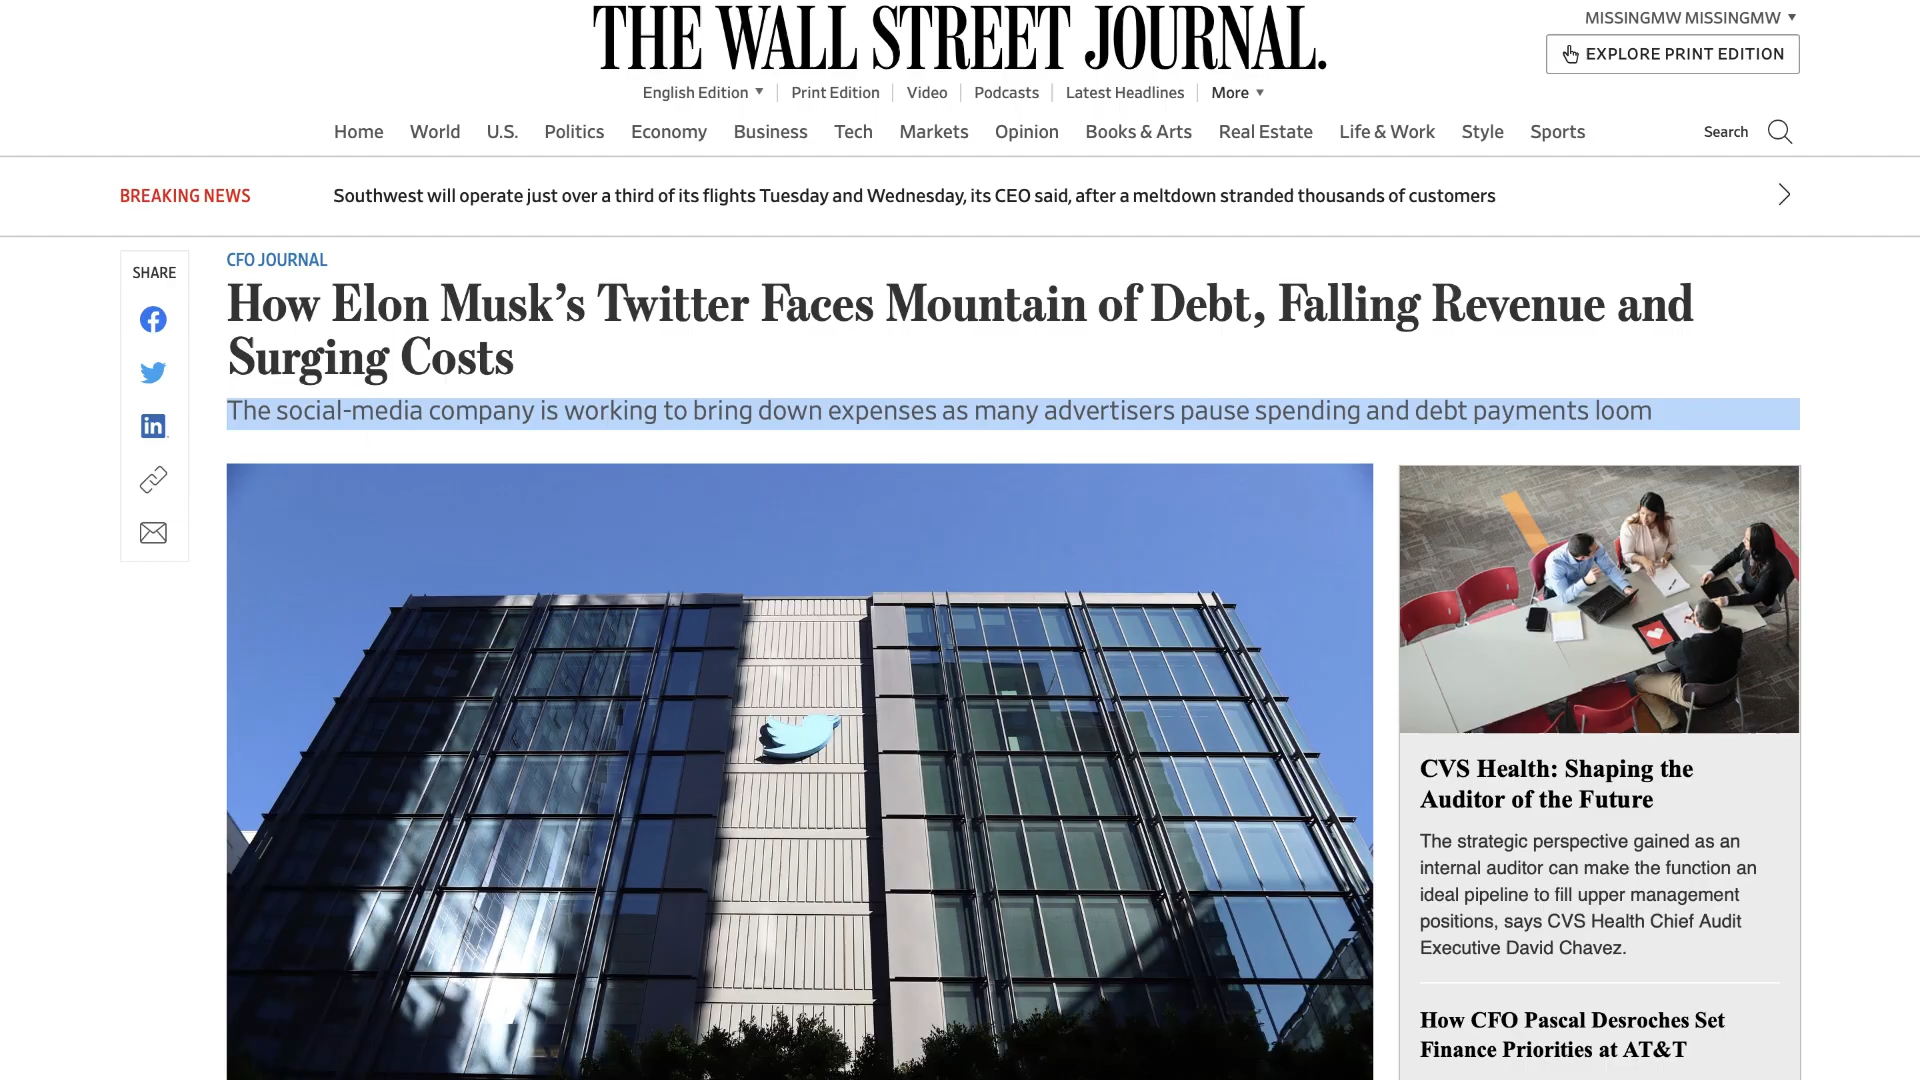 THE WALL STREET JOURNAL.
MISSINGMW MISSINGMW
EXPLORE PRINT EDITION
English Edition
Print Edition
Video
Podcasts
Latest Headlines
More
Home
World
U.S.
Politics
Economy
Business
Tech
Markets
Opinion
Books & Arts
Real Estate
Life & Work
Style
Sports
Search
BREAKING NEWS
Southwest will operate just over a third of its flights Tuesday and Wednesday, its CEO said, after a meltdown stranded thousands of customers
SHARE
CFO JOURNAL
How Elon Musk’s Twitter Faces Mountain of Debt, Falling Revenue and
Surging Costs
The social-media company is working to bring down expenses as many advertisers pause spending and debt payments loom
CVS Health: Shaping the
Auditor of the Future
The strategic perspective gained as an
internal auditor can make the function an
ideal pipeline to fill upper management
positions, says CVS Health Chief Audit
Executive David Chavez.
How CFO Pascal Desroches Set
Finance Priorities at AT&T